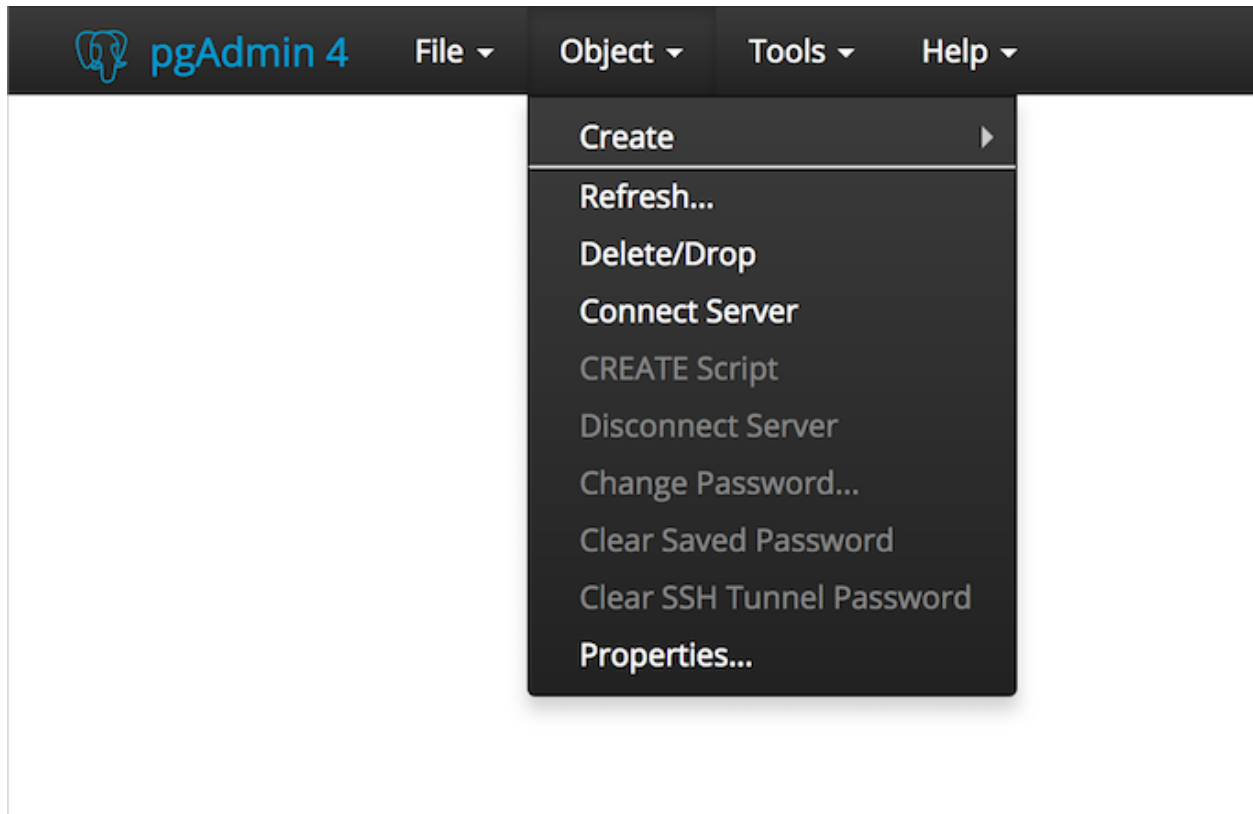 pgAdmin 4 File Object Tools Help
Create
Refresh...
Delete/Drop
Connect Server
CREATE Script
Disconnect Server
Change Password...
Clear Saved Password
Clear SSH Tunnel Password
Properties...